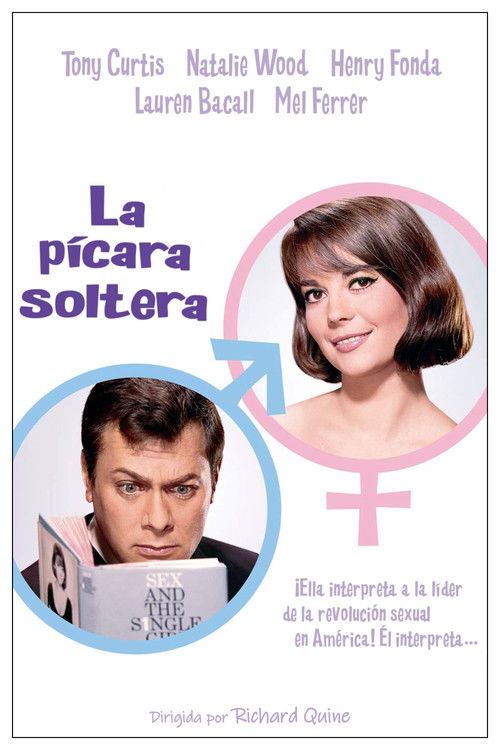 Tony Curtis Natalie Wood Henry Fonda
Lauren Bacall Mel Ferrer
La
pícara
soltera
SEX
AND
THE
SINGLE
GIRL
¡Ella interpreta a la líder
de la revolución sexual
en América! Él interpreta...
Dirigida por Richard Quine